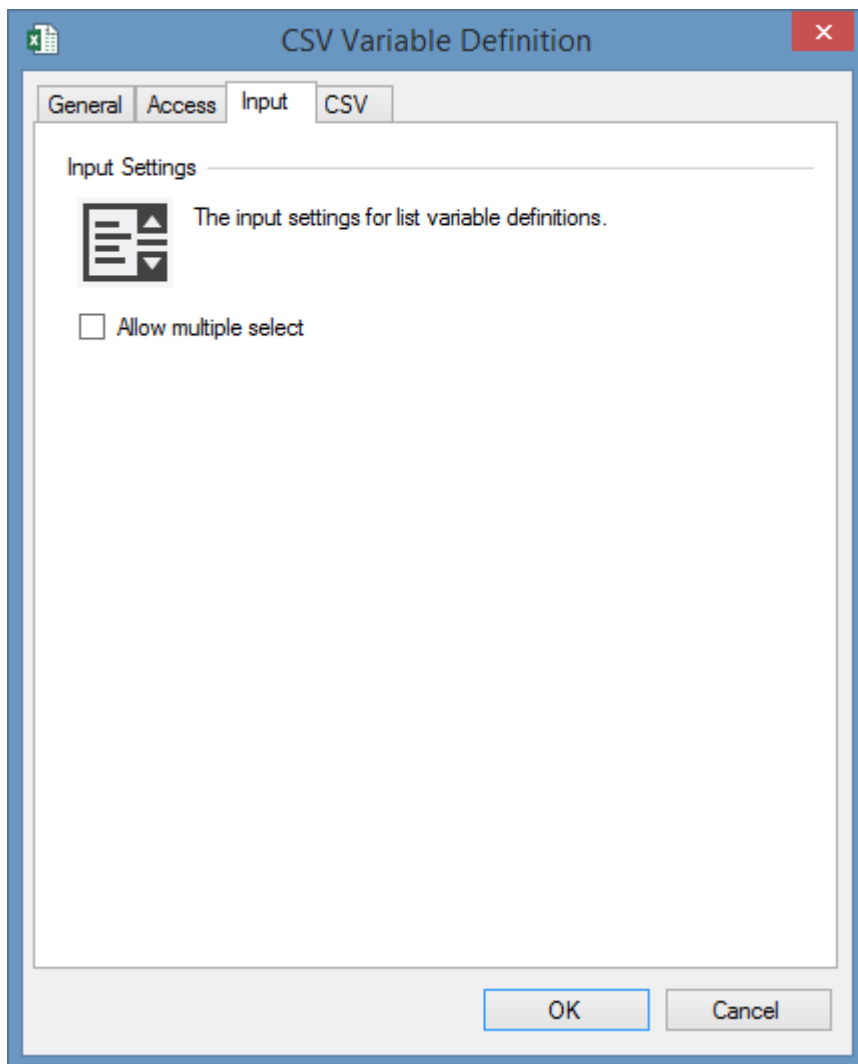 CSV Variable Definition
General Access Input CSV
Input Settings
The input settings for list variable definitions.
Allow multiple select
OK Cancel